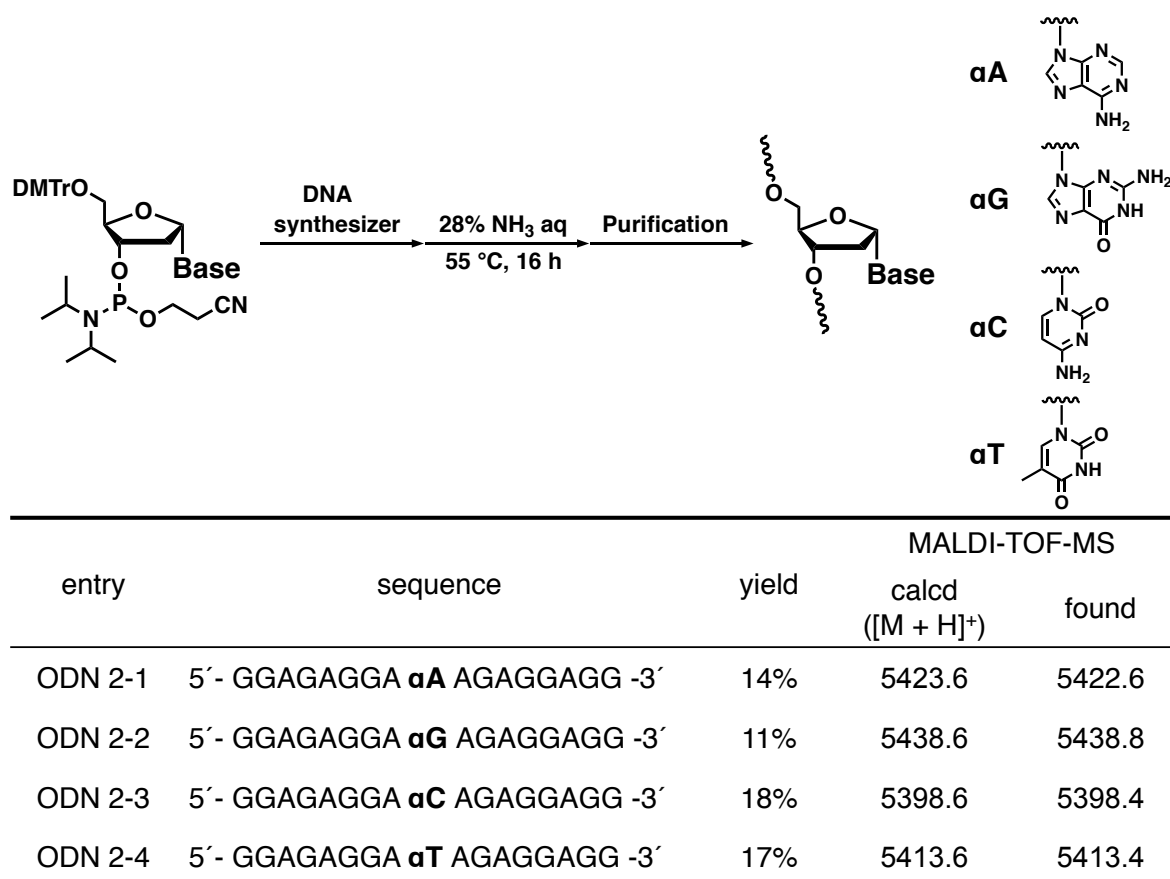 αA
N
N
N
N
NH2
αG
N
N
NH2
N
NH
O
DMTrO
O
DNA
synthesizer
28% NH3 aq
55 °C, 16 h
Purification
O
O
O
Base
O
P
N
O
CN
O
Base
αC
N
O
N
NH2
αT
N
O
NH
O
MALDI-TOF-MS
entry sequence yield calcd found
([M + H]+)
ODN 2-1 5´- GGAGAGGA αA AGAGGAGG -3´ 14% 5423.6 5422.6
ODN 2-2 5´- GGAGAGGA αG AGAGGAGG -3´ 11% 5438.6 5438.8
ODN 2-3 5´- GGAGAGGA αC AGAGGAGG -3´ 18% 5398.6 5398.4
ODN 2-4 5´- GGAGAGGA αT AGAGGAGG -3´ 17% 5413.6 5413.4